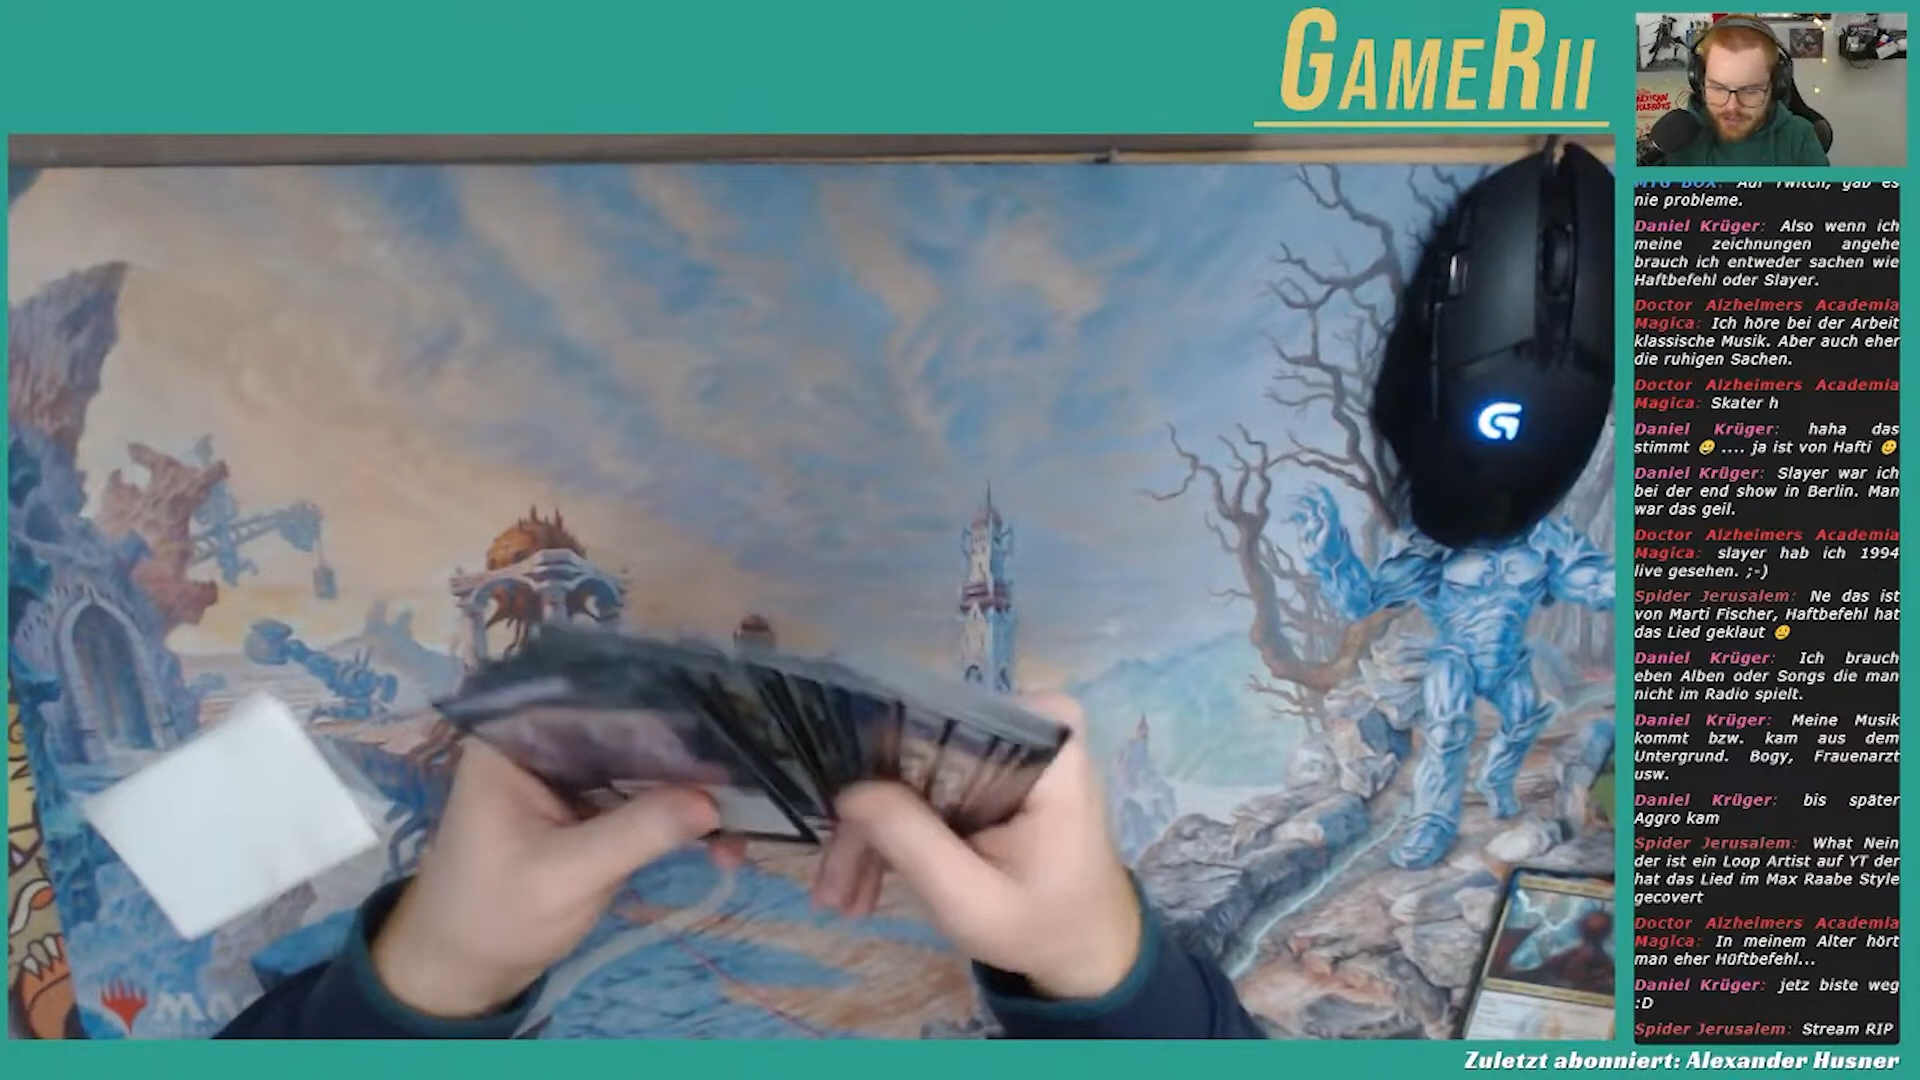 GameRii
MTG BOX: Auf Twitch, gab es
nie probleme.
Daniel Krüger: Also wenn ich
meine zeichnungen angehe
brauch ich entweder sachen wie
Haftbefehl oder Slayer.
Doctor Alzheimers Academia
Magica: Ich höre bei der Arbeit
klassische Musik. Aber auch eher
die ruhigen Sachen.
Doctor Alzheimers Academia
Magica: Skater h
Daniel Krüger: haha das
stimmt 😄 .... ja ist von Hafti 🙂
Daniel Krüger: Slayer war ich
bei der end show in Berlin. Man
war das geil.
Doctor Alzheimers Academia
Magica: slayer hab ich 1994
live gesehen. ;-)
Spider Jerusalem: Ne das ist
von Marti Fischer, Haftbefehl hat
das Lied geklaut 🙂
Daniel Krüger: Ich brauch
eben Alben oder Songs die man
nicht im Radio spielt.
Daniel Krüger: Meine Musik
kommt bzw. kam aus dem
Untergrund. Bogy, Frauenarzt
usw.
Daniel Krüger: bis später
Aggro kam
Spider Jerusalem: What Nein
der ist ein Loop Artist auf YT der
hat das Lied im Max Raabe Style
gecovert
Doctor Alzheimers Academia
Magica: In meinem Alter hört
man eher Hüftbefehl...
Daniel Krüger: jetz biste weg
:D
Spider Jerusalem: Stream RIP
Zuletzt abonniert: Alexander Husner